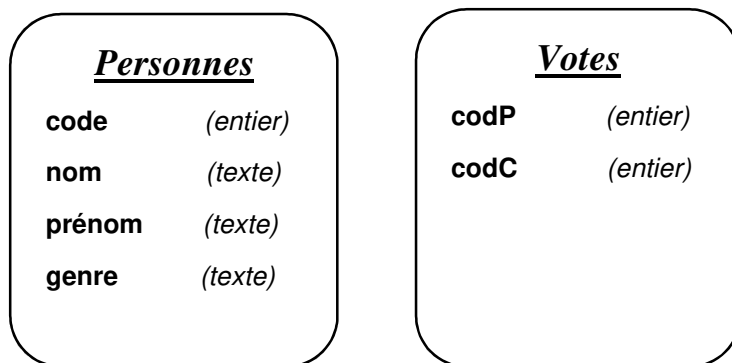 Personnes
code (entier)
nom (texte)
prénom (texte)
genre (texte)
Votes
codP (entier)
codC (entier)